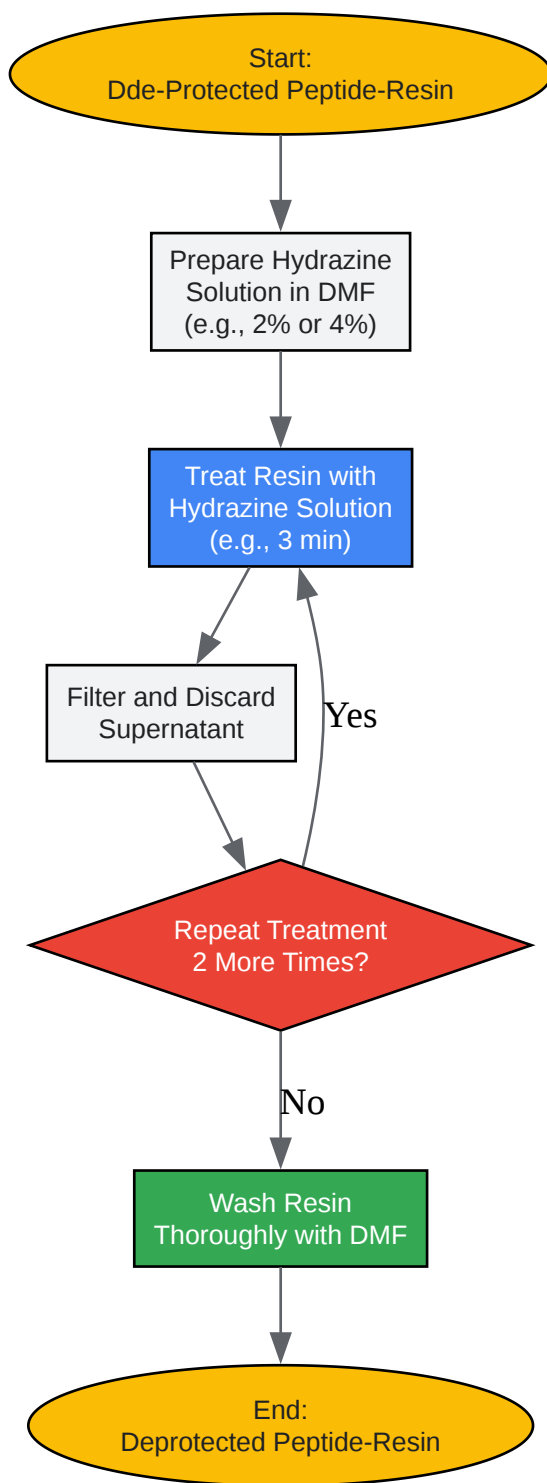 Start:
Dde-Protected Peptide-Resin
Prepare Hydrazine
Solution in DMF
(e.g., 2% or 4%)
Treat Resin with
Hydrazine Solution
(e.g., 3 min)
Filter and Discard
Supernatant
Yes
Repeat Treatment
2 More Times?
No
Wash Resin
Thoroughly with DMF
End:
Deprotected Peptide-Resin